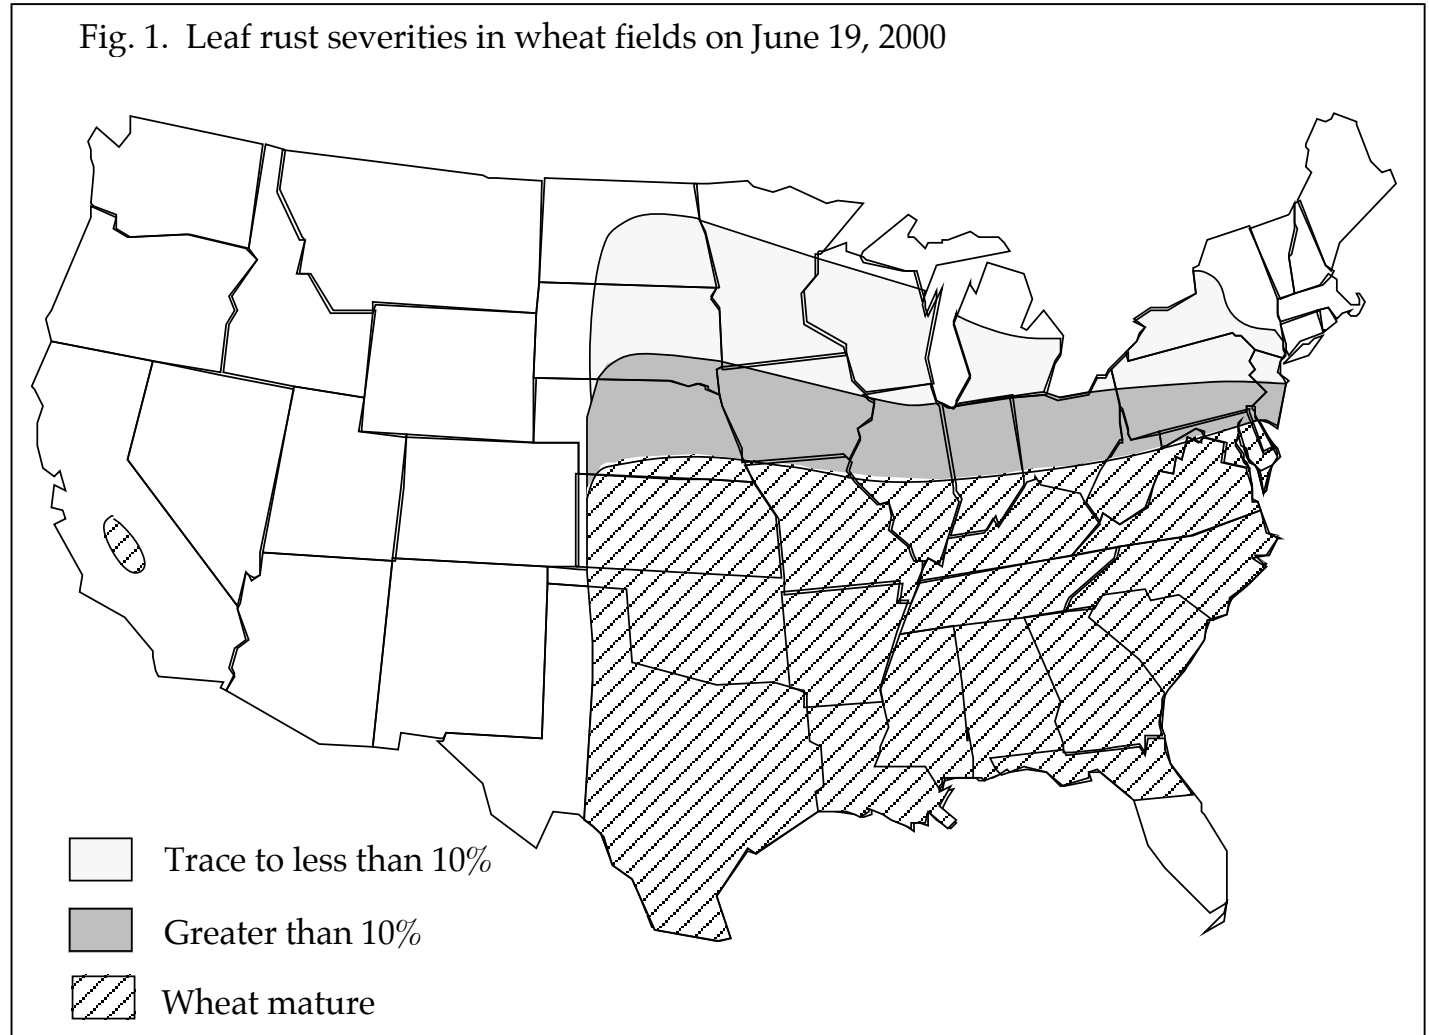 Fig. 1.  Leaf rust severities in wheat fields on June 19, 2000
Trace to less than 10%
Greater than 10%
Wheat mature